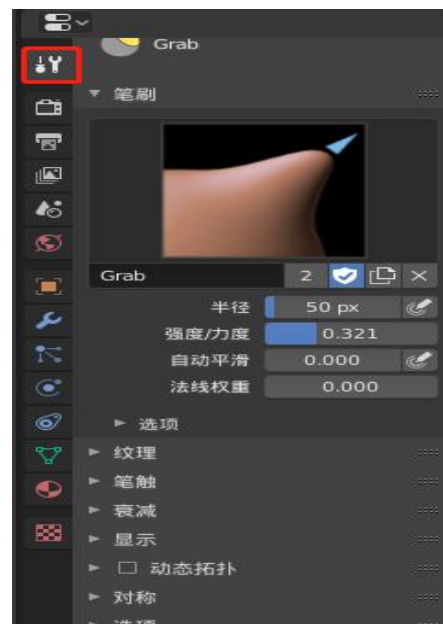 Grab
笔刷
Grab 2
半径 50 px
强度/力度 0.321
自动平滑 0.000
法线权重 0.000
选项
纹理
笔触
衰减
显示
动态拓扑
对称